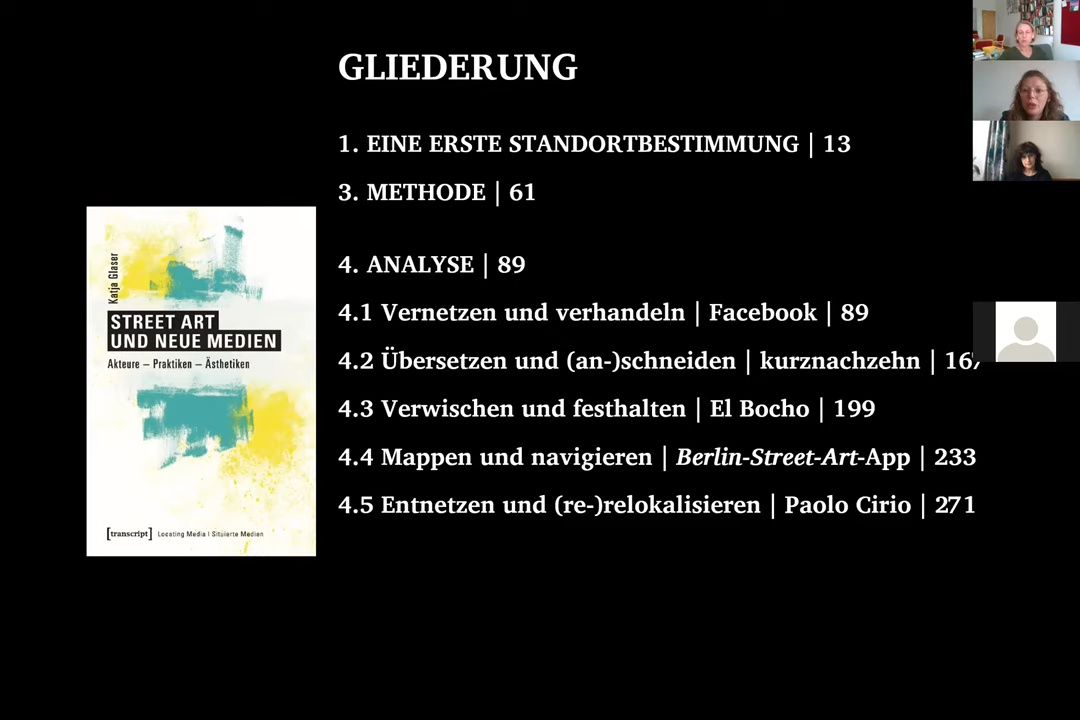 GLIEDERUNG
1. EINE ERSTE STANDORTBESTIMMUNG | 13
3. METHODE | 61
4. ANALYSE | 89
4.1 Vernetzen und verhandeln | Facebook | 89
4.2 Übersetzen und (an-)schneiden | kurznachzehn | 16
4.3 Verwischen und festhalten | El Bocho | 199
4.4 Mappen und navigieren | Berlin-Street-Art-App | 233
4.5 Entnetzen und (re-)relokalisieren | Paolo Cirio | 271
Katja Glaser
STREET ART
UND NEUE MEDIEN
Akteure – Praktiken – Ästhetiken
[transcript] Locating Media | Situierte Medien